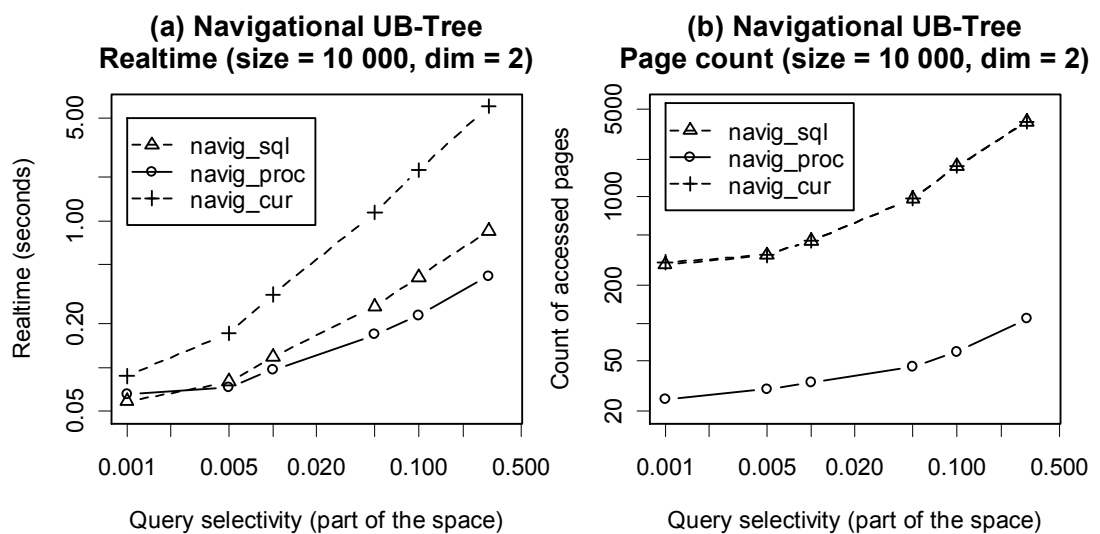 (a) Navigational UB-Tree
Realtime (size = 10 000, dim = 2)
Realtime (seconds)
5.00
1.00
0.20
0.05
navig_sql
navig_proc
navig_cur
0.001
0.005
0.020
0.100
0.500
Query selectivity (part of the space)
(b) Navigational UB-Tree
Page count (size = 10 000, dim = 2)
Count of accessed pages
5000
1000
200
50
20
navig_sql
navig_proc
navig_cur
0.001
0.005
0.020
0.100
0.500
Query selectivity (part of the space)